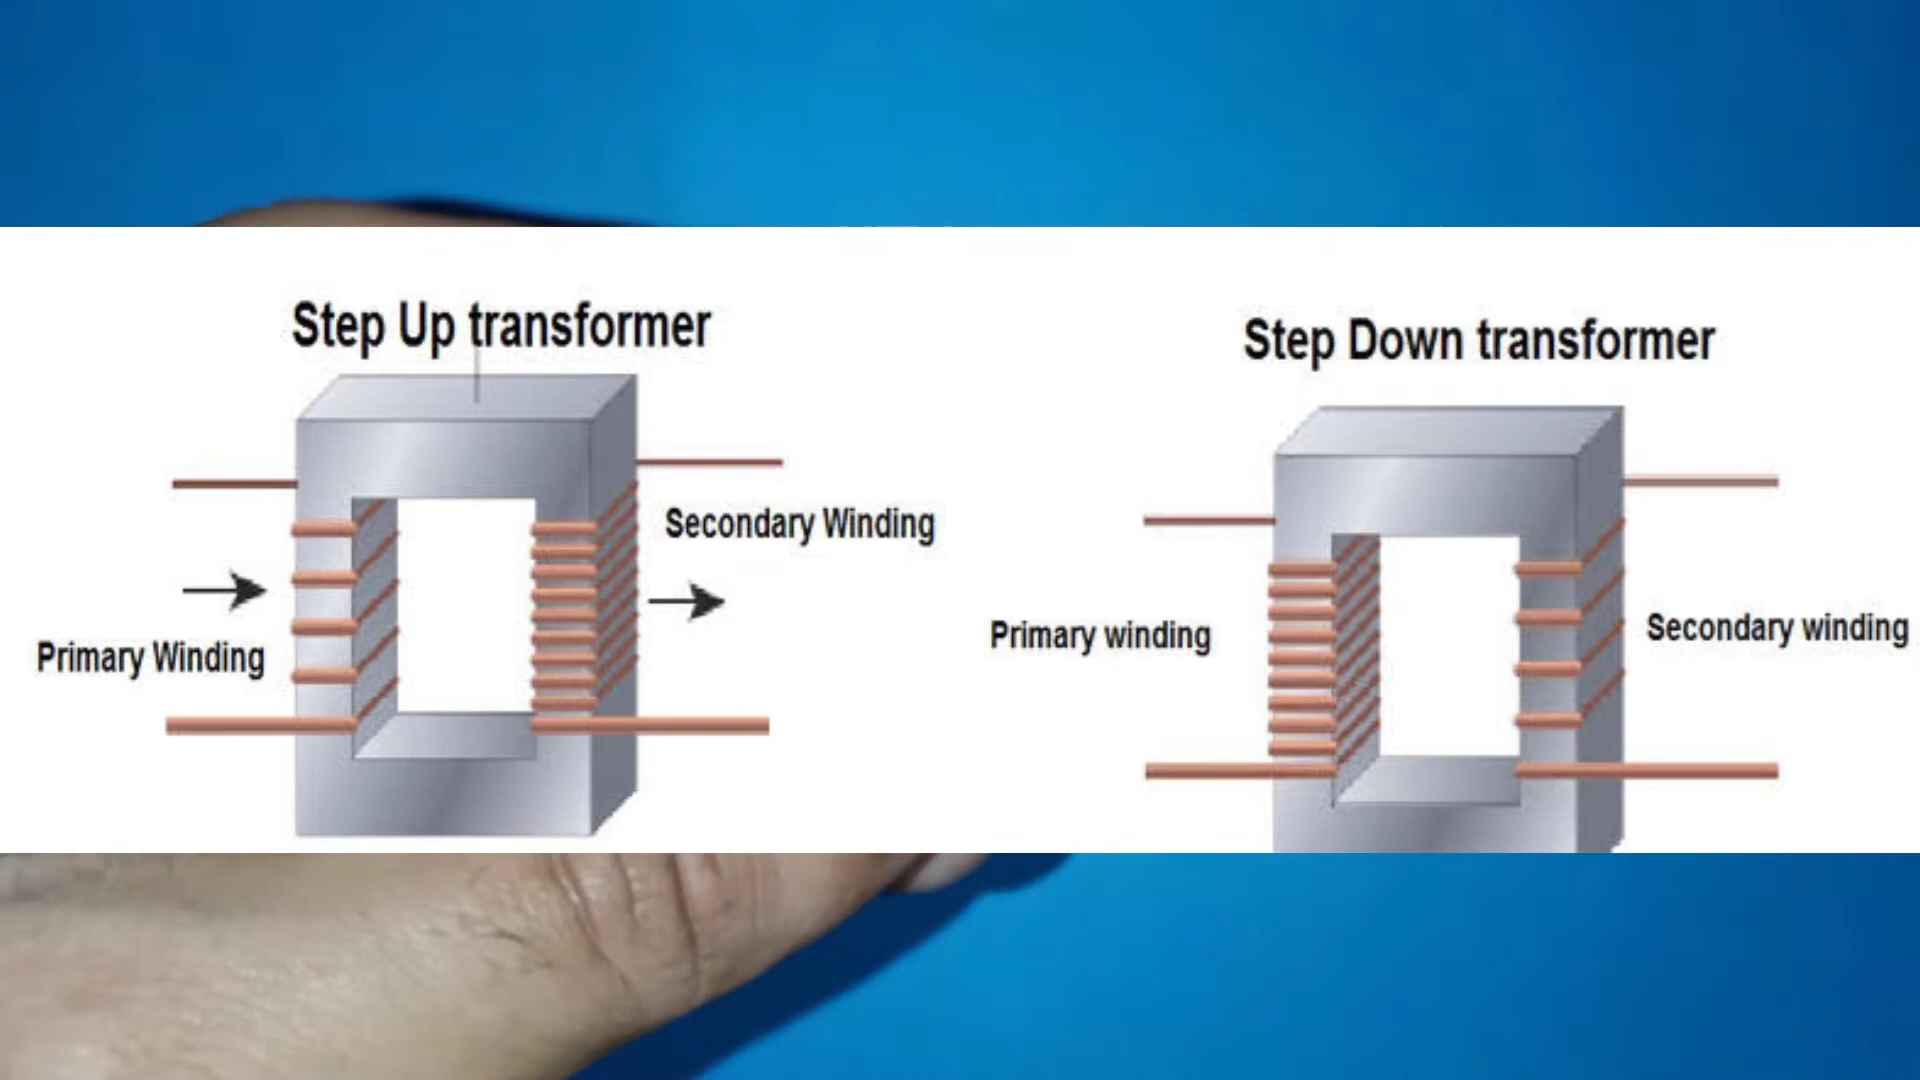 Step Up transformer
Secondary Winding
Primary Winding
Step Down transformer
Primary winding
Secondary winding